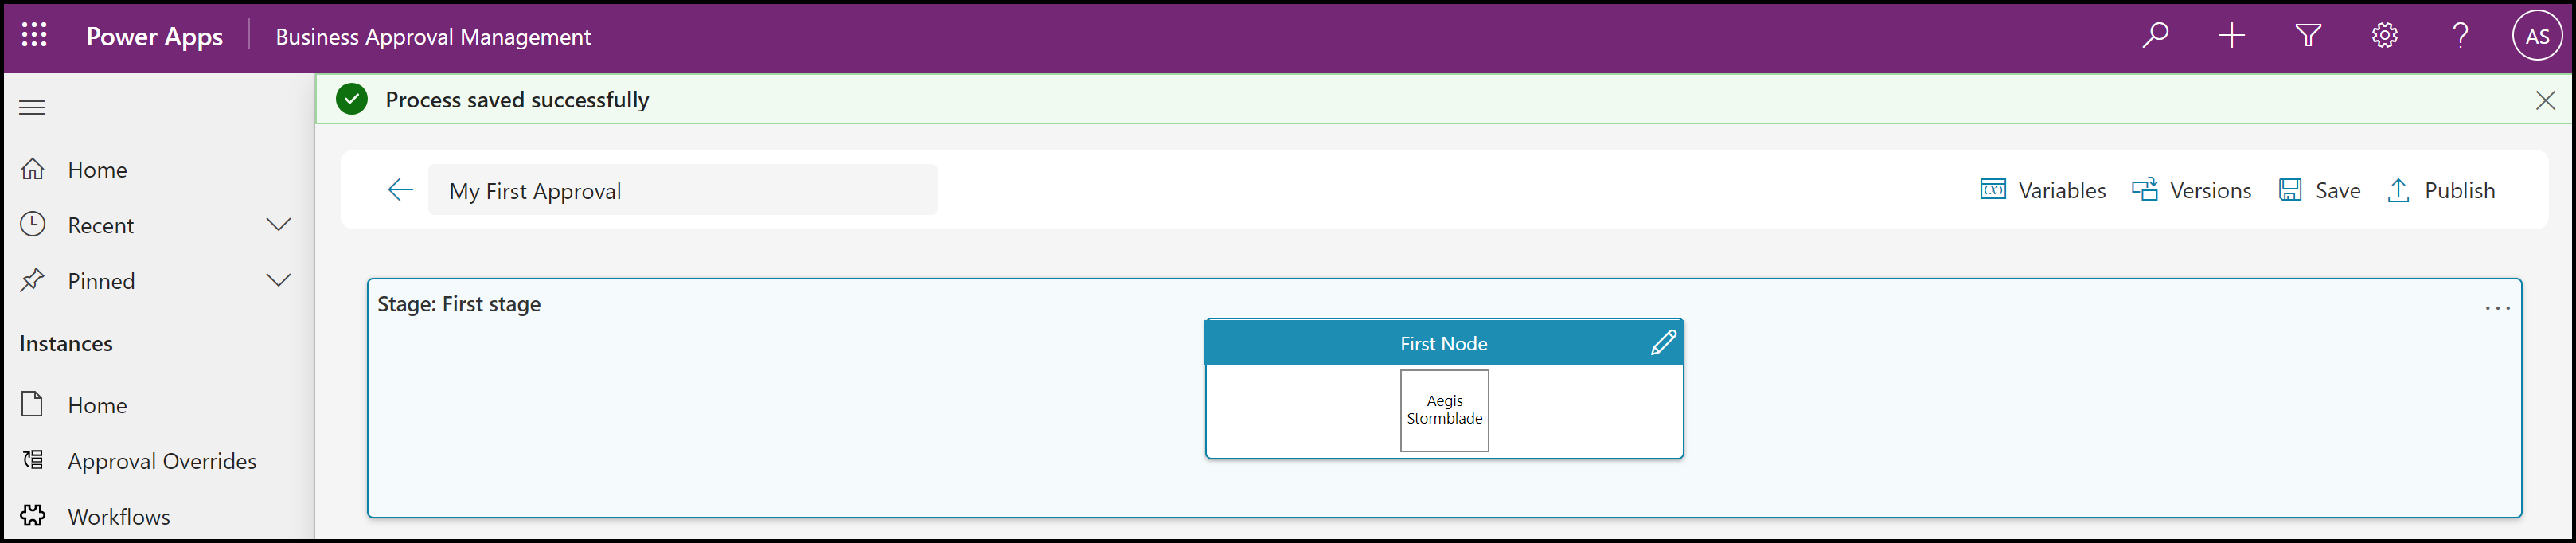 Power Apps
Business Approval Management
AS
Process saved successfully
Home
Recent
Pinned
Instances
Home
Approval Overrides
Workflows
My First Approval
(x)
Variables
Versions
Save
Publish
Stage: First stage
...
First Node
Aegis
Stormblade